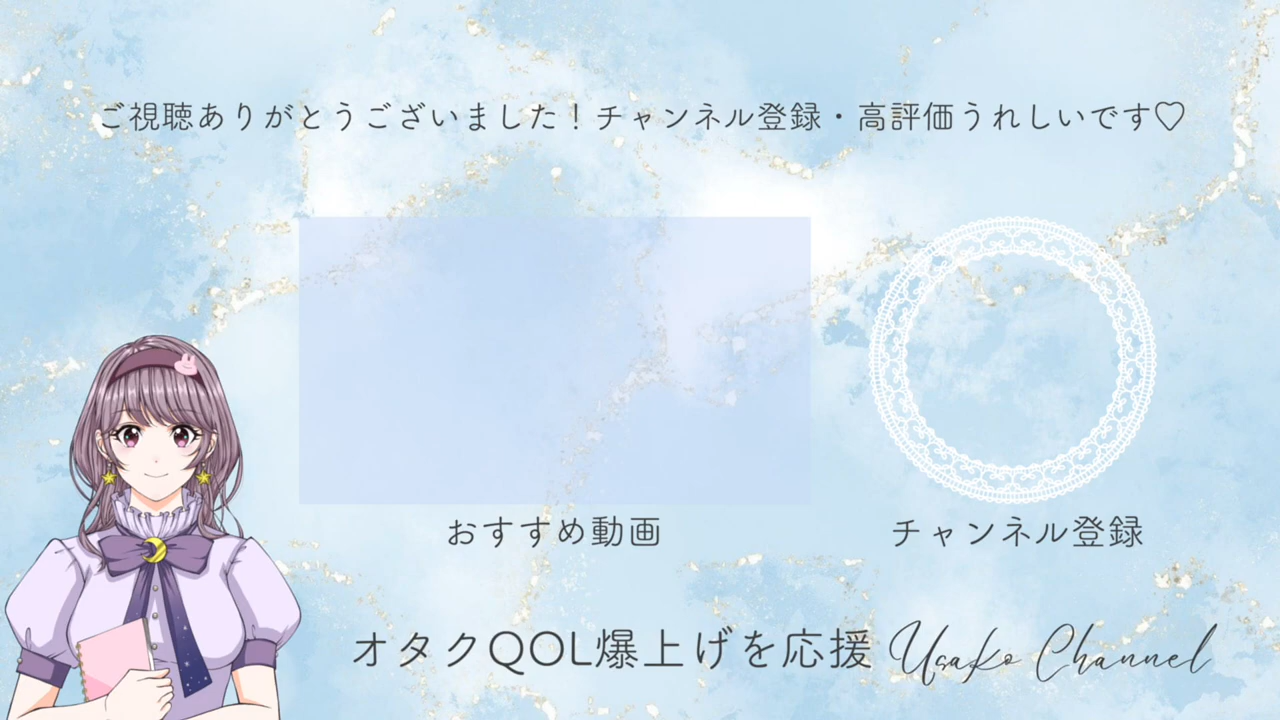 ご視聴ありがとうございました！チャンネル登録・高評価うれしいです♡
おすすめ動画
チャンネル登録
オタクQOL爆上げを応援 Usako Channel